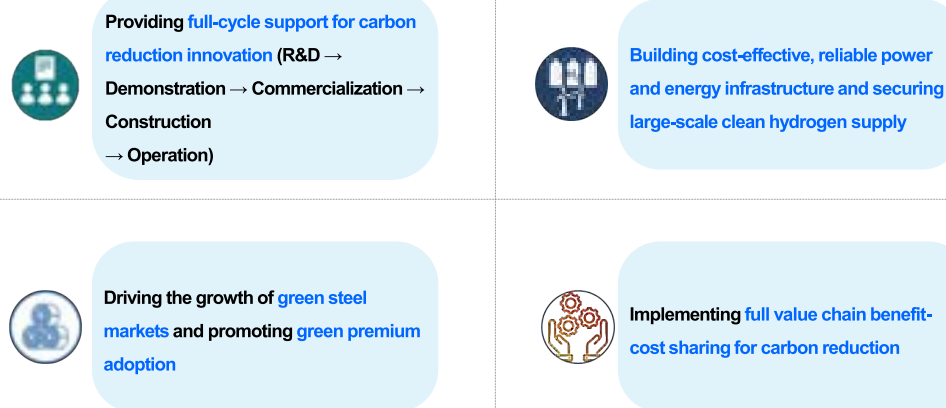 Providing full-cycle support for carbon
reduction innovation (R&D →
Demonstration → Commercialization →
Construction
→ Operation)
Building cost-effective, reliable power
and energy infrastructure and securing
large-scale clean hydrogen supply
Driving the growth of green steel
markets and promoting green premium
adoption
Implementing full value chain benefit-
cost sharing for carbon reduction